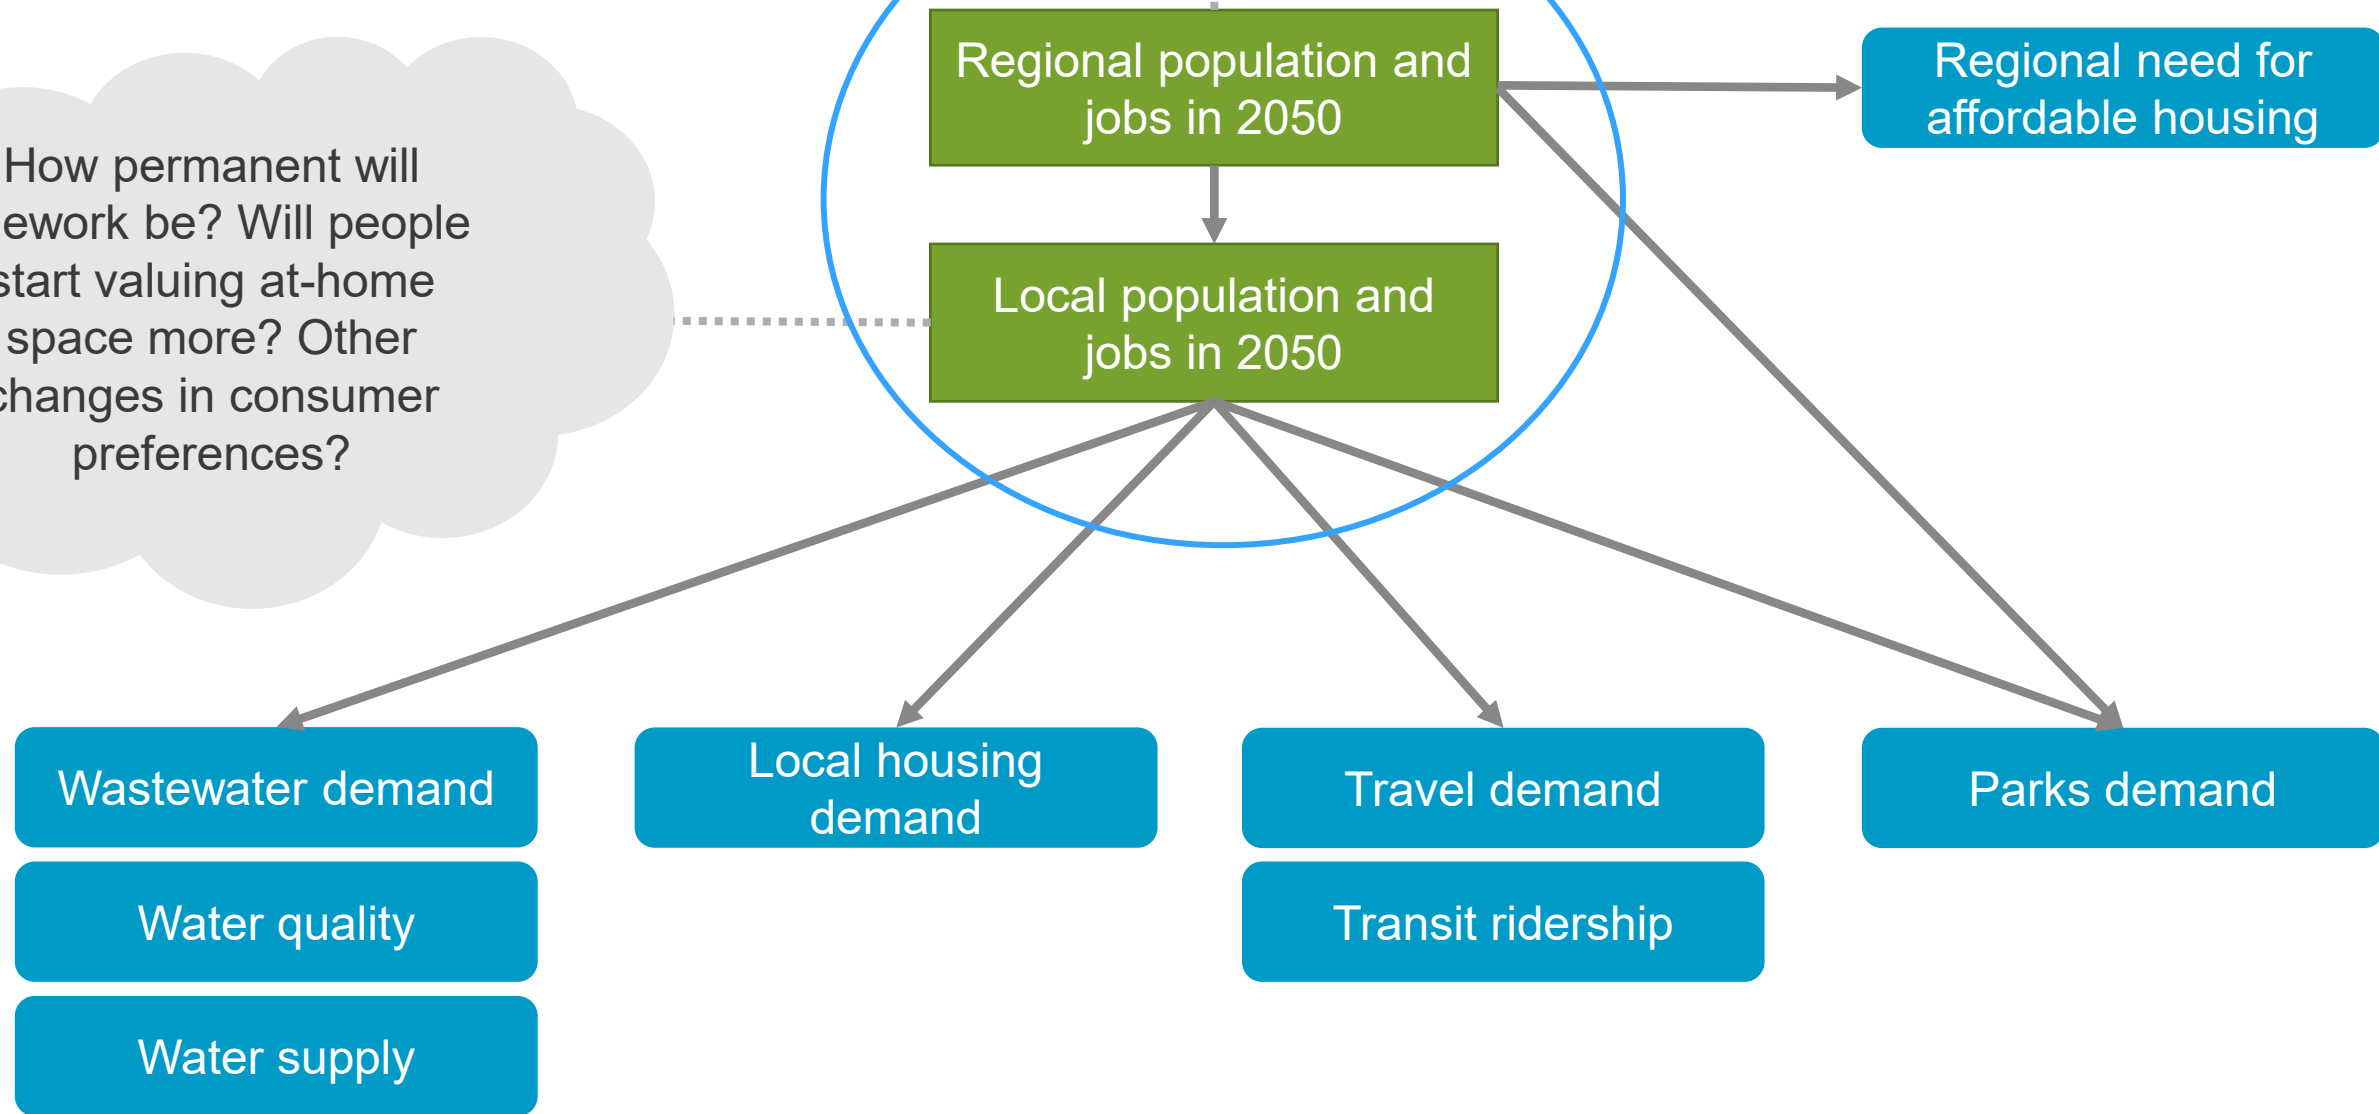 Regional population and
jobs in 2050
Regional need for
affordable housing
How permanent will
ework be? Will people
start valuing at-home
space more? Other
changes in consumer
preferences?
Local population and
jobs in 2050
Wastewater demand
Local housing
demand
Travel demand
Parks demand
Water quality
Transit ridership
Water supply